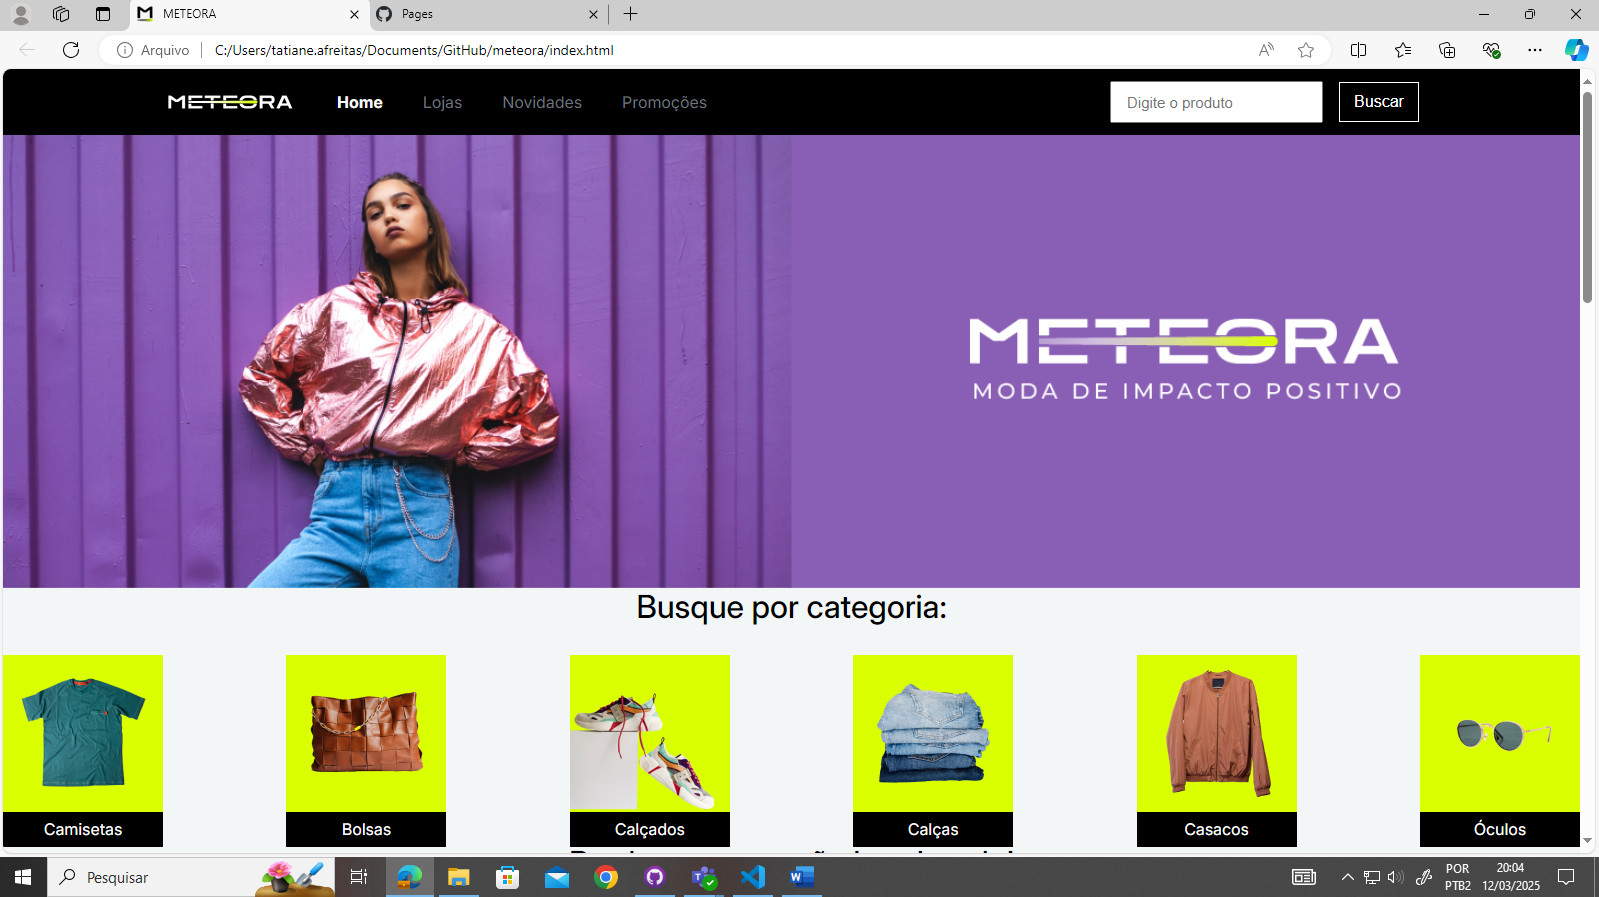 METEORA
Pages
Arquivo
C:/Users/tatiane.afreitas/Documents/GitHub/meteora/index.html
METEORA
Home
Lojas
Novidades
Promoções
Digite o produto
Buscar
METEORA
MODA DE IMPACTO POSITIVO
Busque por categoria:
Camisetas
Bolsas
Calçados
Calças
Casacos
Óculos
Pesquisar
POR
PTB2
20:04
12/03/2025